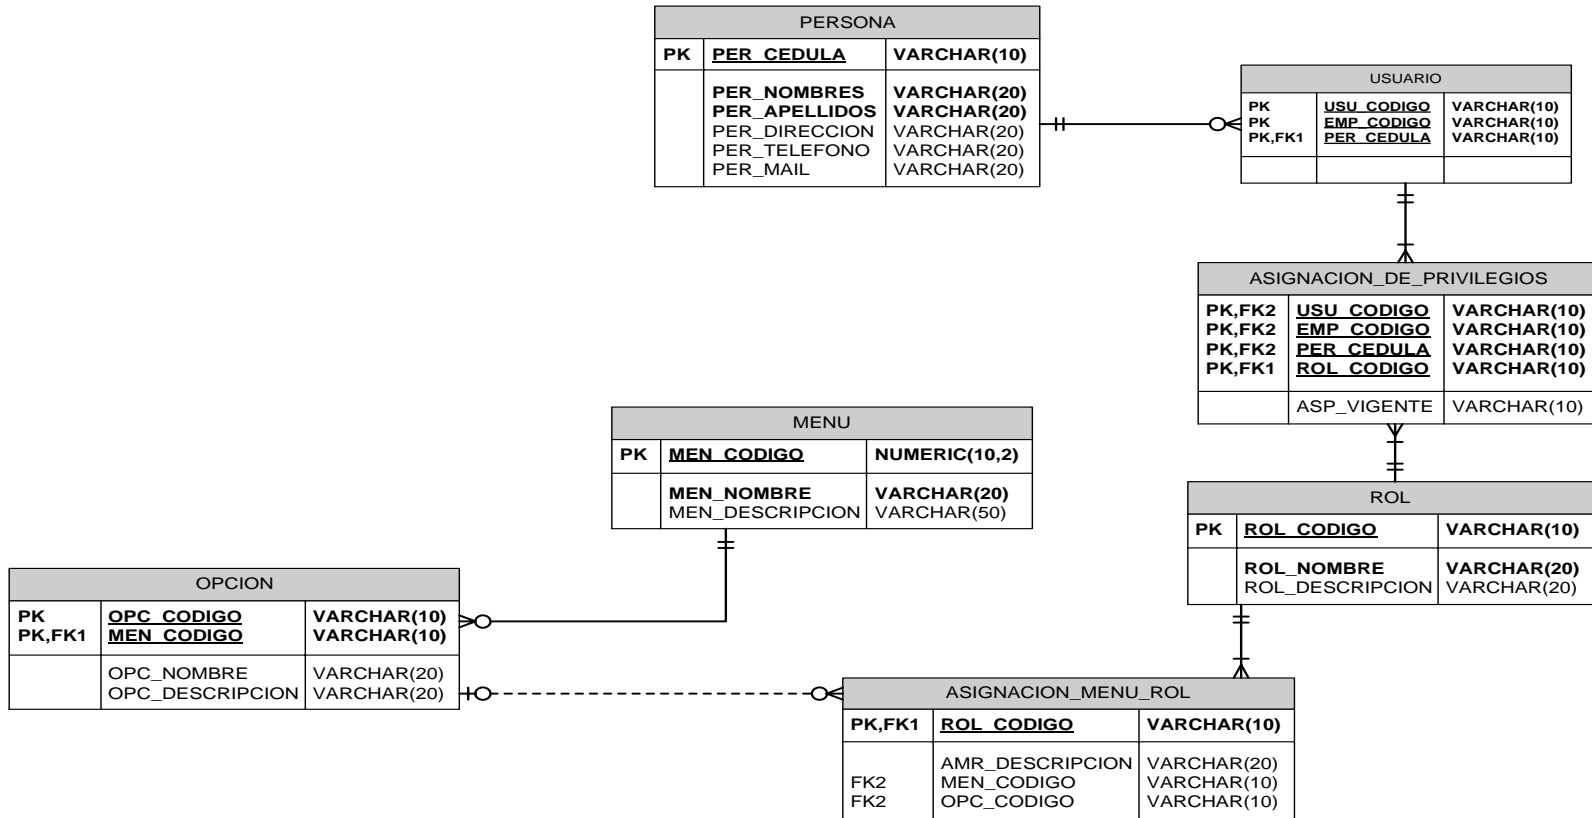 PERSONA
PK PER_CEDULA VARCHAR(10)
PER_NOMBRES VARCHAR(20)
PER_APELLIDOS VARCHAR(20)
PER_DIRECCION VARCHAR(20)
PER_TELEFONO VARCHAR(20)
PER_MAIL VARCHAR(20)
USUARIO
PK USU_CODIGO VARCHAR(10)
PK EMP_CODIGO VARCHAR(10)
PK,FK1 PER_CEDULA VARCHAR(10)
ASIGNACION_DE_PRIVILEGIOS
PK,FK2 USU_CODIGO VARCHAR(10)
PK,FK2 EMP_CODIGO VARCHAR(10)
PK,FK2 PER_CEDULA VARCHAR(10)
PK,FK1 ROL_CODIGO VARCHAR(10)
ASP_VIGENTE VARCHAR(10)
MENU
PK MEN_CODIGO NUMERIC(10,2)
MEN_NOMBRE VARCHAR(20)
MEN_DESCRIPCION VARCHAR(50)
ROL
PK ROL_CODIGO VARCHAR(10)
ROL_NOMBRE VARCHAR(20)
ROL_DESCRIPCION VARCHAR(20)
OPCION
PK OPC_CODIGO VARCHAR(10)
PK,FK1 MEN_CODIGO VARCHAR(10)
OPC_NOMBRE VARCHAR(20)
OPC_DESCRIPCION VARCHAR(20)
ASIGNACION_MENU_ROL
PK,FK1 ROL_CODIGO VARCHAR(10)
AMR_DESCRIPCION VARCHAR(20)
FK2 MEN_CODIGO VARCHAR(10)
FK2 OPC_CODIGO VARCHAR(10)